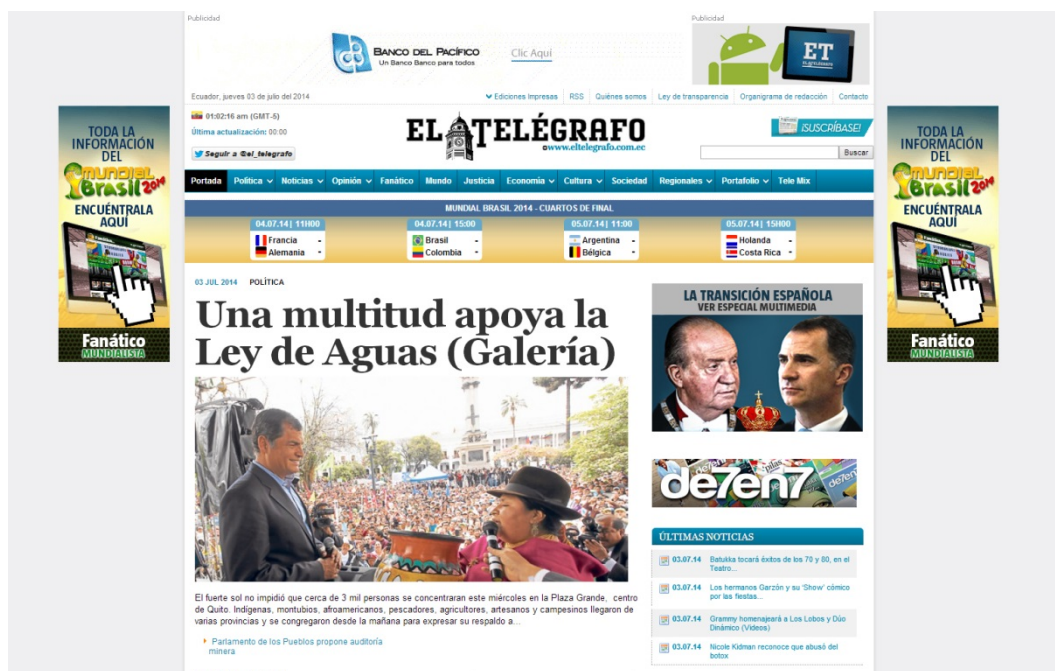 Publicidad
Publicidad
BANCO DEL PACÍFICO
Un Banco Banco para todos
Clic Aquí
ET
Ecuador, jueves 03 de julio del 2014
Ediciones Impresas
RSS
Quiénes somos
Ley de transparencia
Organigrama de redacción
Contacto
01:02:16 am (GMT-5)
Última actualización: 00:00
Seguir a @el_telegrafo
EL TELÉGRAFO
www.eltelegrafo.com.ec
¡SUSCRÍBASE!
Buscar
TODA LA
INFORMACIÓN
DEL
MUNDIAL
Brasil 2014
ENCUÉNTRALA
AQUÍ
Fanático
MUNDIALISTA
TODA LA
INFORMACIÓN
DEL
MUNDIAL
Brasil 2014
ENCUÉNTRALA
AQUÍ
Fanático
MUNDIALISTA
Portada Política Noticias Opinión Fanático Mundo Justicia Economía Cultura Sociedad Regionales Portafolio Tele Mix
MUNDIAL BRASIL 2014 - CUARTOS DE FINAL
04.07.14| 11H00
Francia -
Alemania -
04.07.14| 15:00
Brasil -
Colombia -
05.07.14| 11:00
Argentina -
Bélgica -
05.07.14| 15H00
Holanda -
Costa Rica -
03 JUL 2014 POLÍTICA
Una multitud apoya la
Ley de Aguas (Galería)
El fuerte sol no impidió que cerca de 3 mil personas se concentraran este miércoles en la Plaza Grande, centro
de Quito. Indígenas, montubios, afroamericanos, pescadores, agricultores, artesanos y campesinos llegaron de
varias provincias y se congregaron desde la mañana para expresar su respaldo a...
Parlamento de los Pueblos propone auditoría
minera
LA TRANSICIÓN ESPAÑOLA
VER ESPECIAL MULTIMEDIA
de7en7
ÚLTIMAS NOTICIAS
03.07.14 Batukka tocará éxitos de los 70 y 80, en el
Teatro...
03.07.14 Los hermanos Garzón y su 'Show' cómico
por las fiestas...
03.07.14 Grammy homenajeará a Los Lobos y Dúo
Dinámico (Videos)
03.07.14 Nicole Kidman reconoce que abusó del
botox